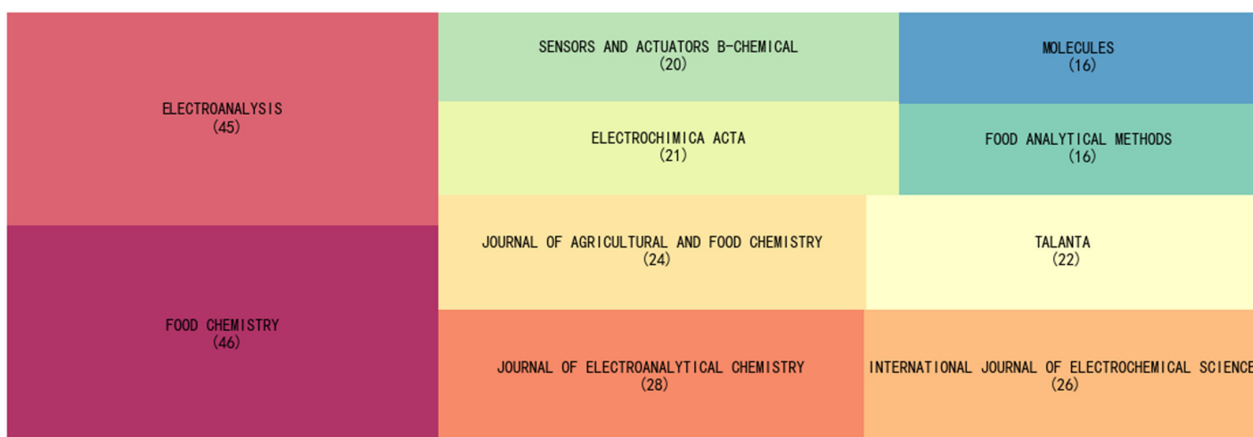 ELECTROANALYSIS
(45)
FOOD CHEMISTRY
(46)
SENSORS AND ACTUATORS B-CHEMICAL
(20)
ELECTROCHIMICA ACTA
(21)
JOURNAL OF AGRICULTURAL AND FOOD CHEMISTRY
(24)
JOURNAL OF ELECTROANALYTICAL CHEMISTRY
(28)
MOLECULES
(16)
FOOD ANALYTICAL METHODS
(16)
TALANTA
(22)
INTERNATIONAL JOURNAL OF ELECTROCHEMICAL SCIENCE
(26)